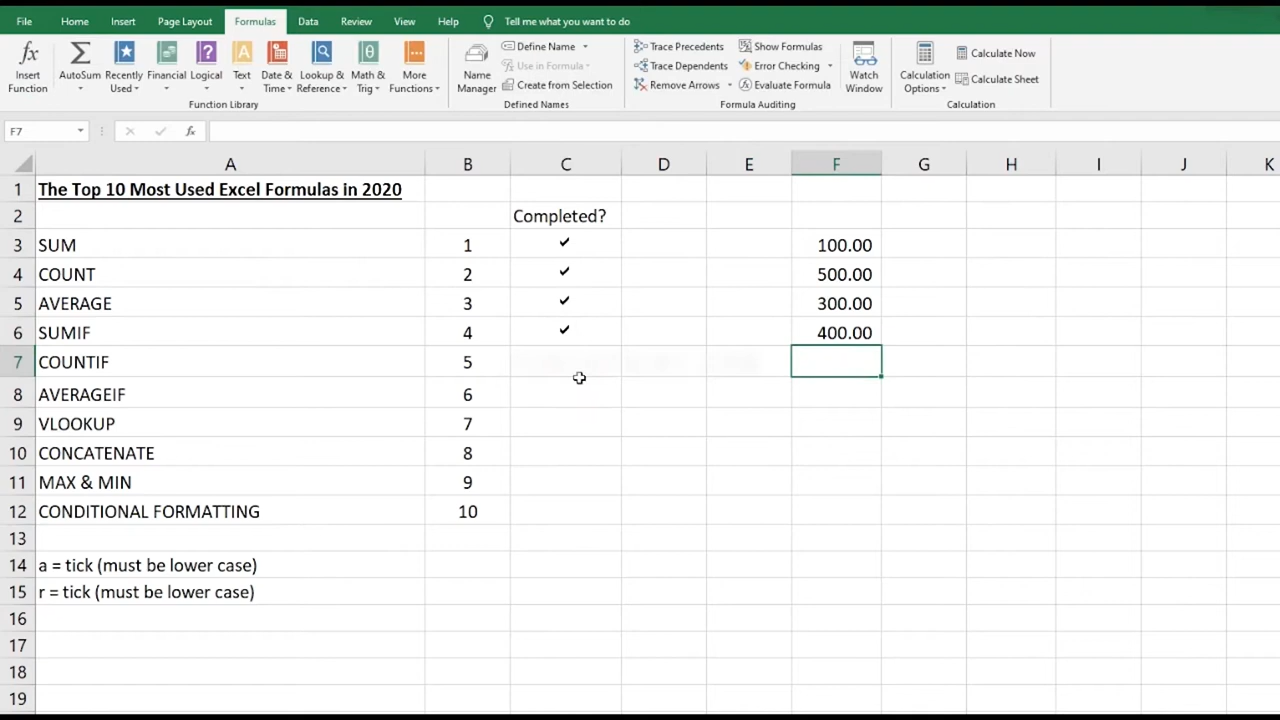 File Home Insert Page Layout Formulas Data Review View Help Tell me what you want to do
Insert Function
AutoSum
Recently Used
Financial
Logical
Text
Date & Time
Lookup & Reference
Math & Trig
More Functions
Function Library
Name Manager
Define Name
Use in Formula
Create from Selection
Defined Names
Trace Precedents
Trace Dependents
Remove Arrows
Show Formulas
Error Checking
Evaluate Formula
Formula Auditing
Watch Window
Calculation Options
Calculate Now
Calculate Sheet
Calculation
F7 fx
A B C D E F G H I J K
1 The Top 10 Most Used Excel Formulas in 2020
2 Completed?
3 SUM 1 ✓ 100.00
4 COUNT 2 ✓ 500.00
5 AVERAGE 3 ✓ 300.00
6 SUMIF 4 ✓ 400.00
7 COUNTIF 5
8 AVERAGEIF 6
9 VLOOKUP 7
10 CONCATENATE 8
11 MAX & MIN 9
12 CONDITIONAL FORMATTING 10
13
14 a = tick (must be lower case)
15 r = tick (must be lower case)
16
17
18
19